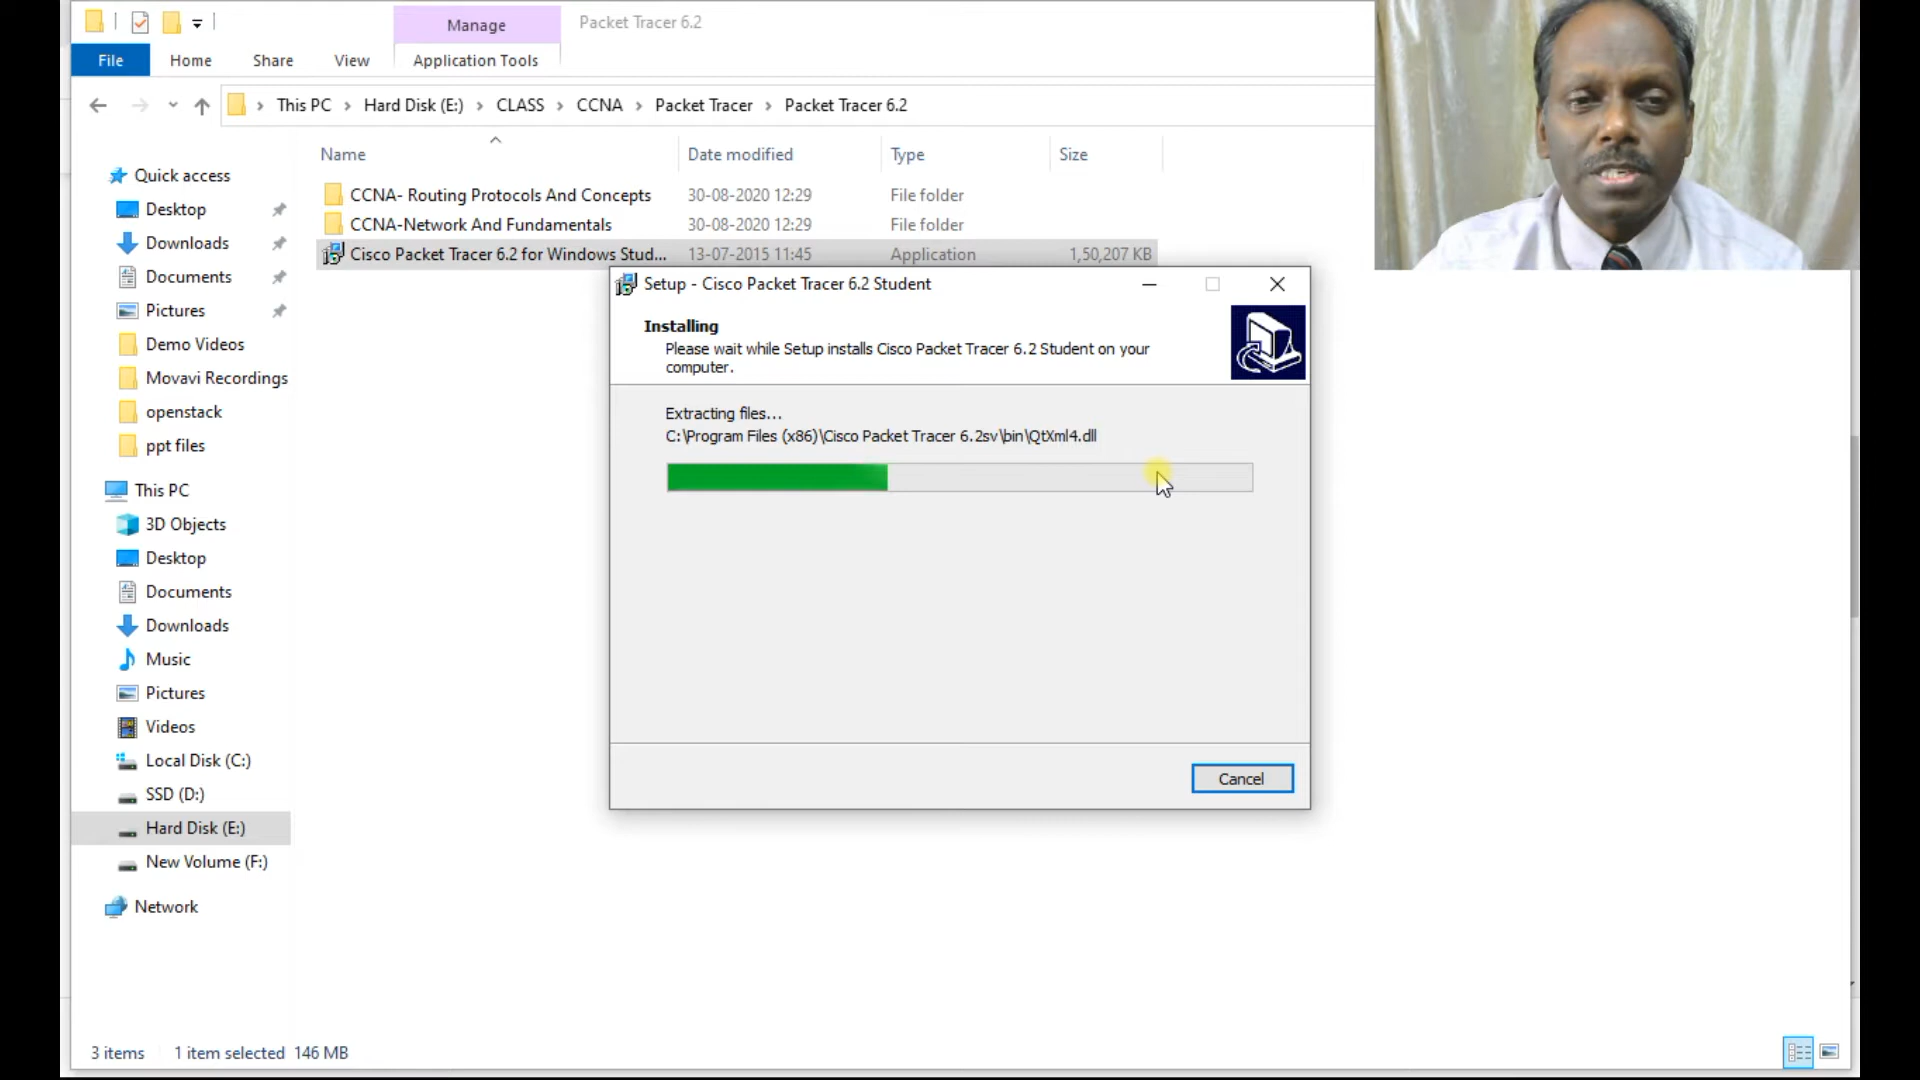 Manage
Packet Tracer 6.2
File
Home
Share
View
Application Tools
This PC
Hard Disk (E:)
CLASS
CCNA
Packet Tracer
Packet Tracer 6.2
Name
Date modified
Type
Size
CCNA- Routing Protocols And Concepts
30-08-2020 12:29
File folder
CCNA-Network And Fundamentals
30-08-2020 12:29
File folder
Cisco Packet Tracer 6.2 for Windows Stud...
13-07-2015 11:45
Application
1,50,207 KB
Quick access
Desktop
Downloads
Documents
Pictures
Demo Videos
Movavi Recordings
openstack
ppt files
This PC
3D Objects
Desktop
Documents
Downloads
Music
Pictures
Videos
Local Disk (C:)
SSD (D:)
Hard Disk (E:)
New Volume (F:)
Network
Setup - Cisco Packet Tracer 6.2 Student
Installing
Please wait while Setup installs Cisco Packet Tracer 6.2 Student on your
computer.
Extracting files...
C:\Program Files (x86)\Cisco Packet Tracer 6.2sv\bin\QtXml4.dll
Cancel
3 items
1 item selected 146 MB